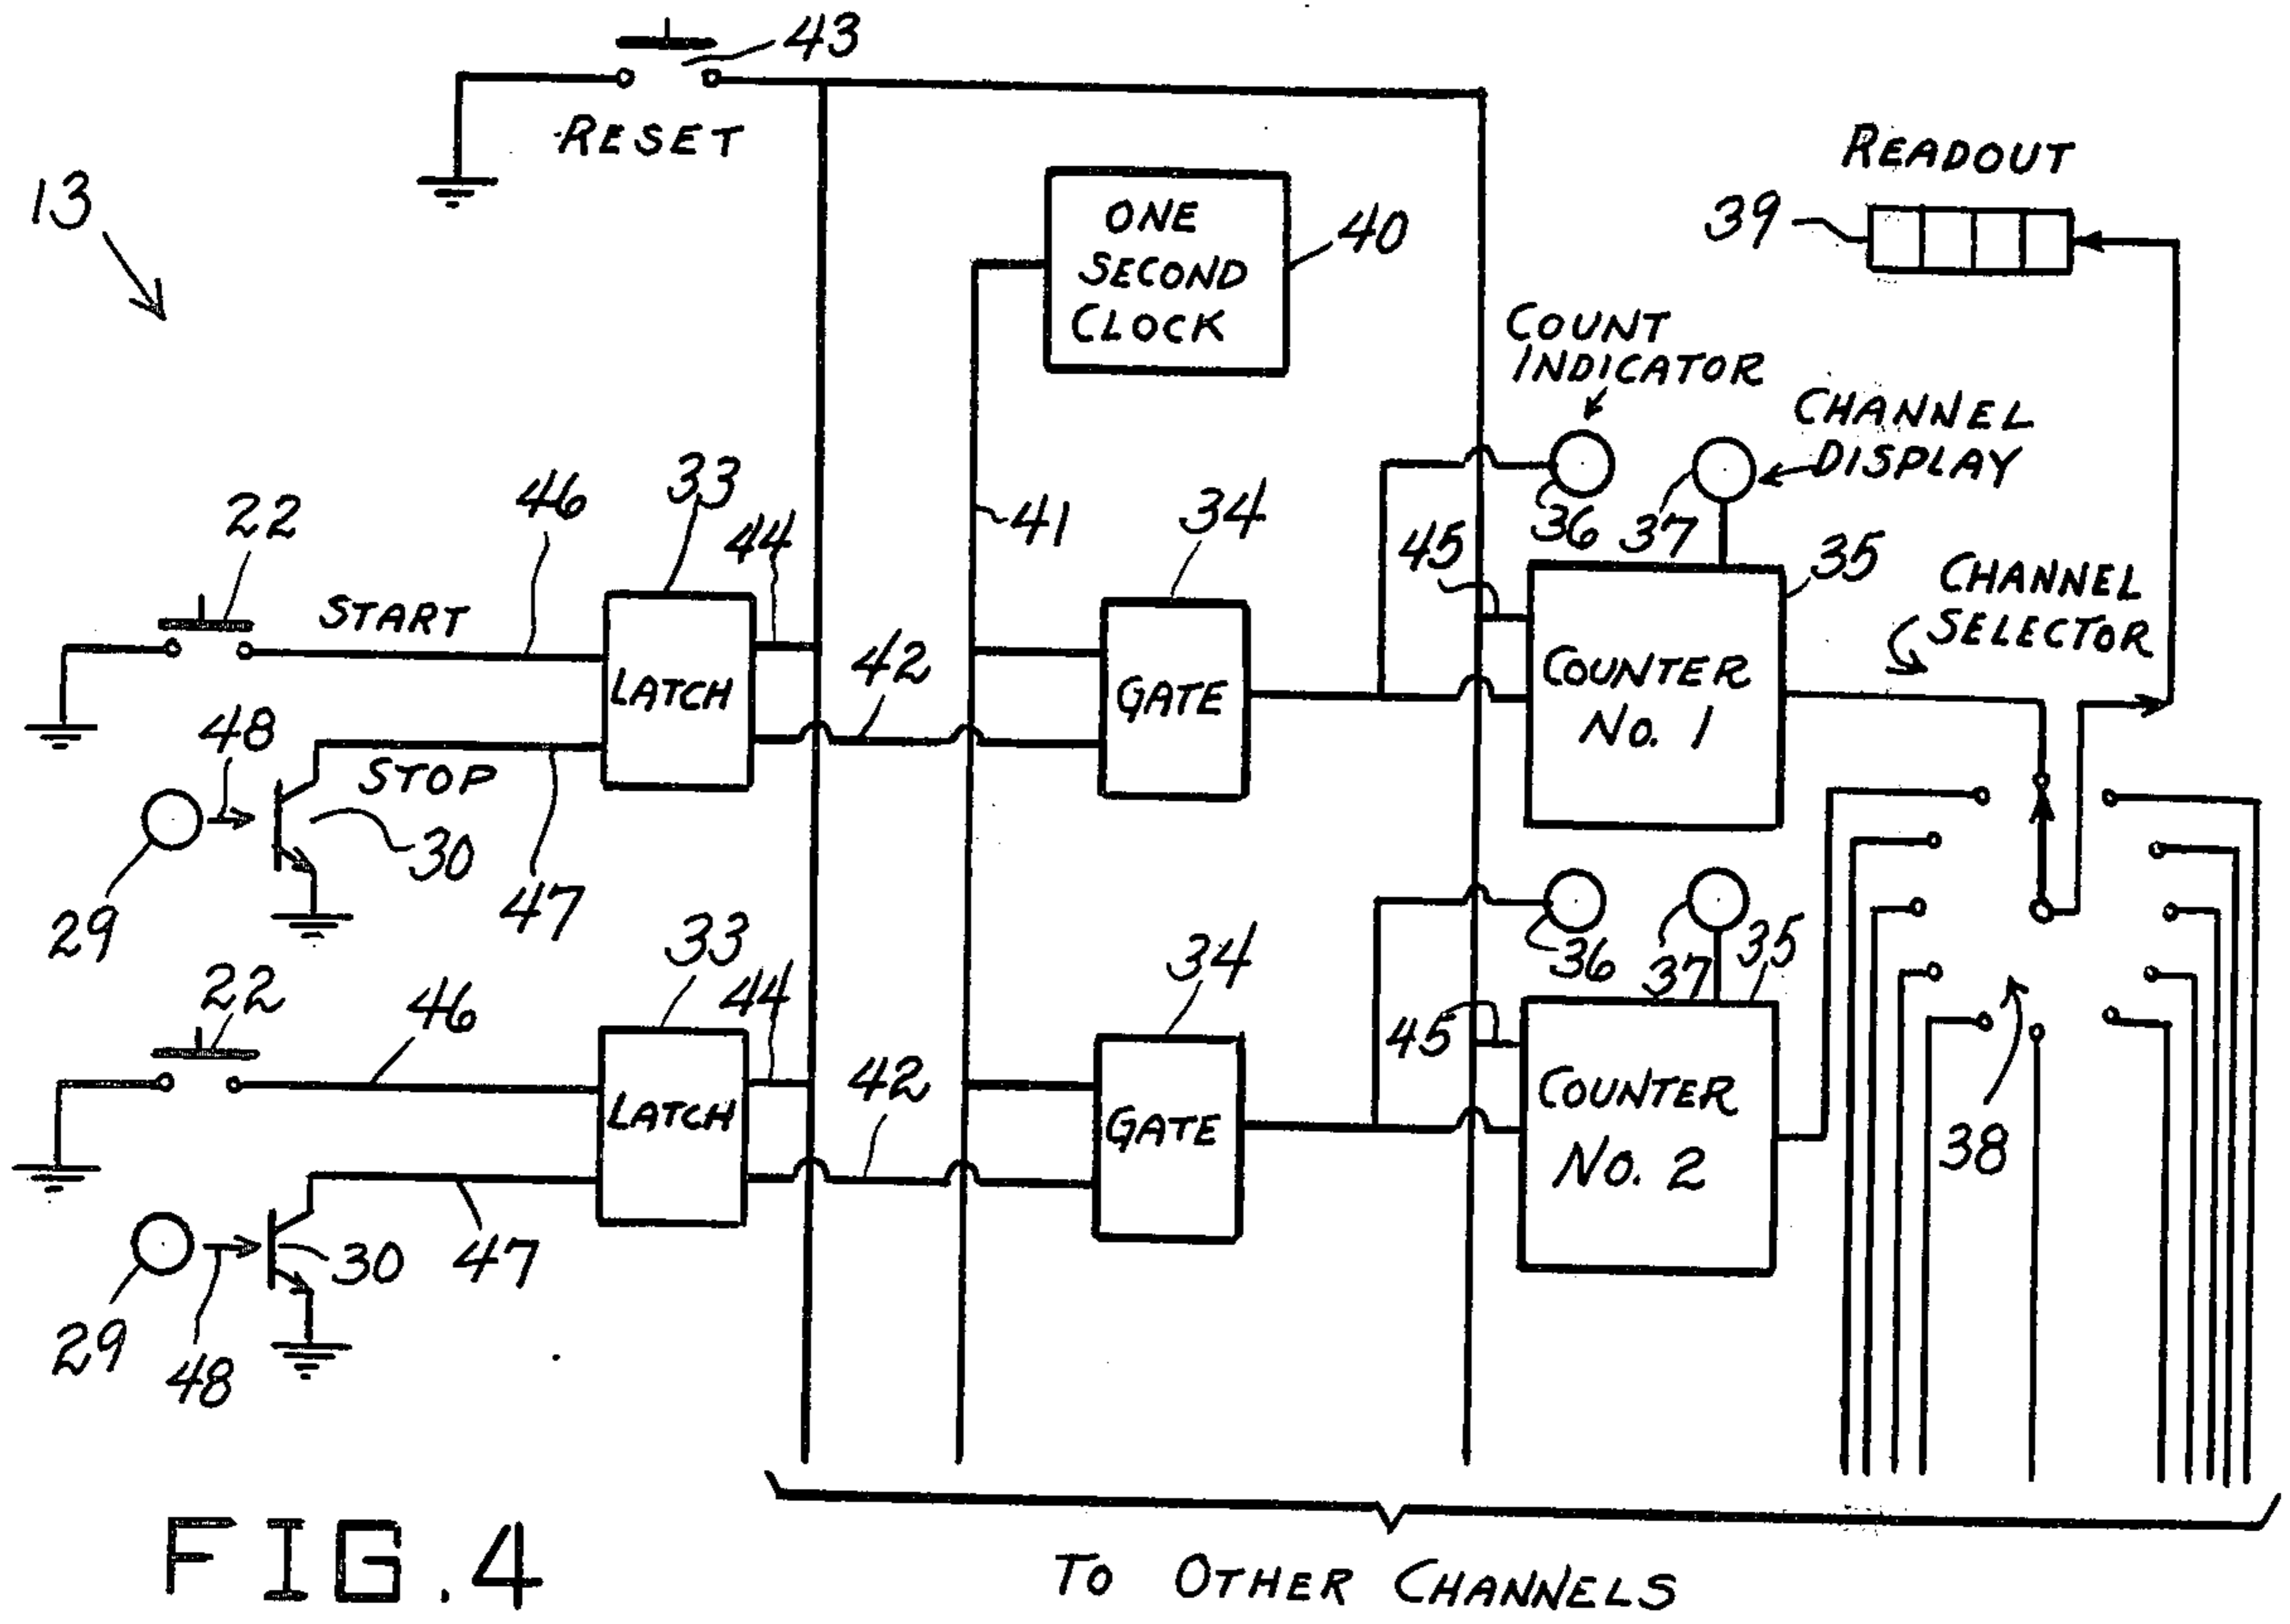 43
RESET
READOUT
13
39
ONE
SECOND
CLOCK
40
COUNT
INDICATOR
CHANNEL
DISPLAY
22
START
46
33
44
41
34
36
37
45
35
CHANNEL
SELECTOR
LATCH
42
GATE
COUNTER
No. 1
48
STOP
30
29
47
33
44
34
36
37
35
22
46
42
45
LATCH
GATE
COUNTER
No. 2
38
30
47
29
48
FIG.4
TO OTHER CHANNELS